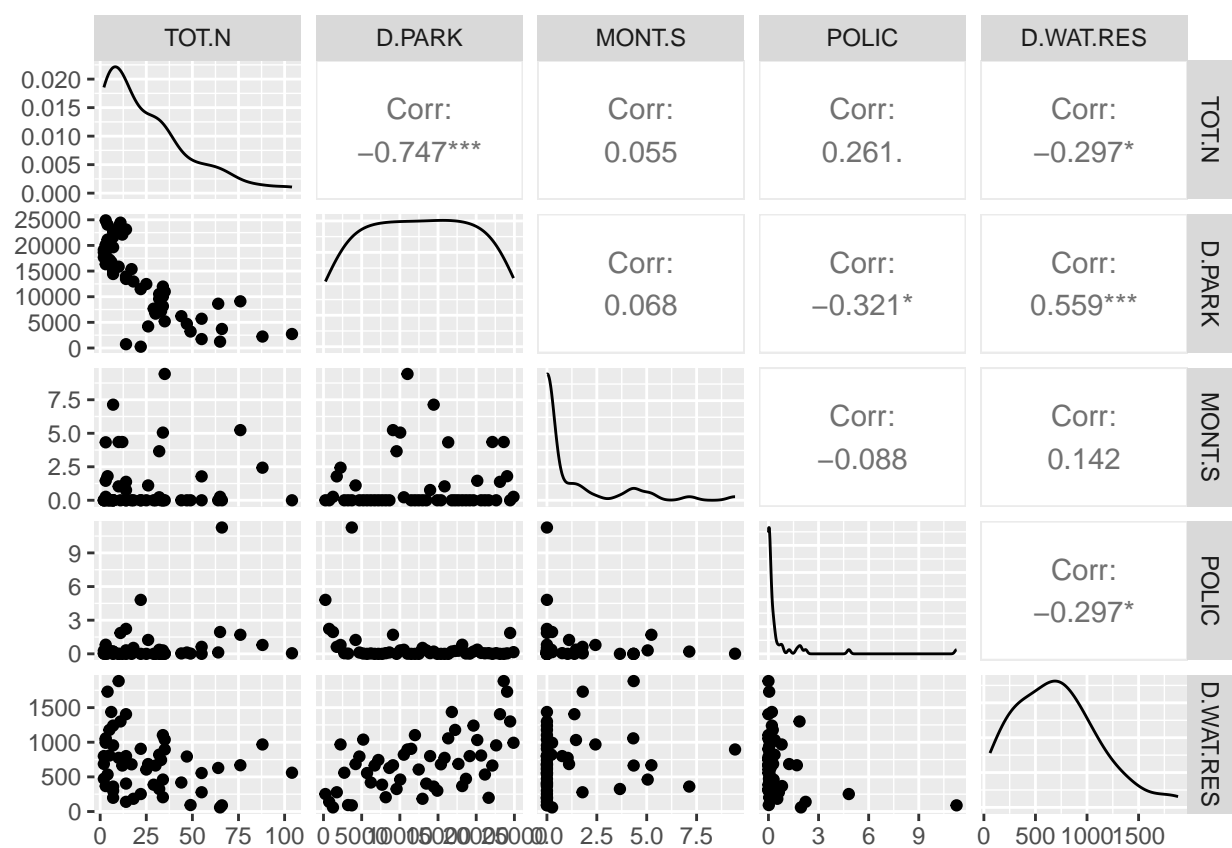 TOT.N D.PARK MONT.S POLIC D.WAT.RES
0.020
0.015
0.010
0.005
0.000
Corr:
−0.747***
Corr:
0.055
Corr:
0.261.
Corr:
−0.297*
TOT.N
25000
20000
15000
10000
5000
0
Corr:
0.068
Corr:
−0.321*
Corr:
0.559***
D.PARK
7.5
5.0
2.5
0.0
Corr:
−0.088
Corr:
0.142
MONT.S
9
6
3
0
Corr:
−0.297*
POLIC
1500
1000
500
0
D.WAT.RES
0 25 50 75 100
0 5000 10000 15000 20000 25000
0.0 2.5 5.0 7.5
0 3 6 9
0 500 1000 1500